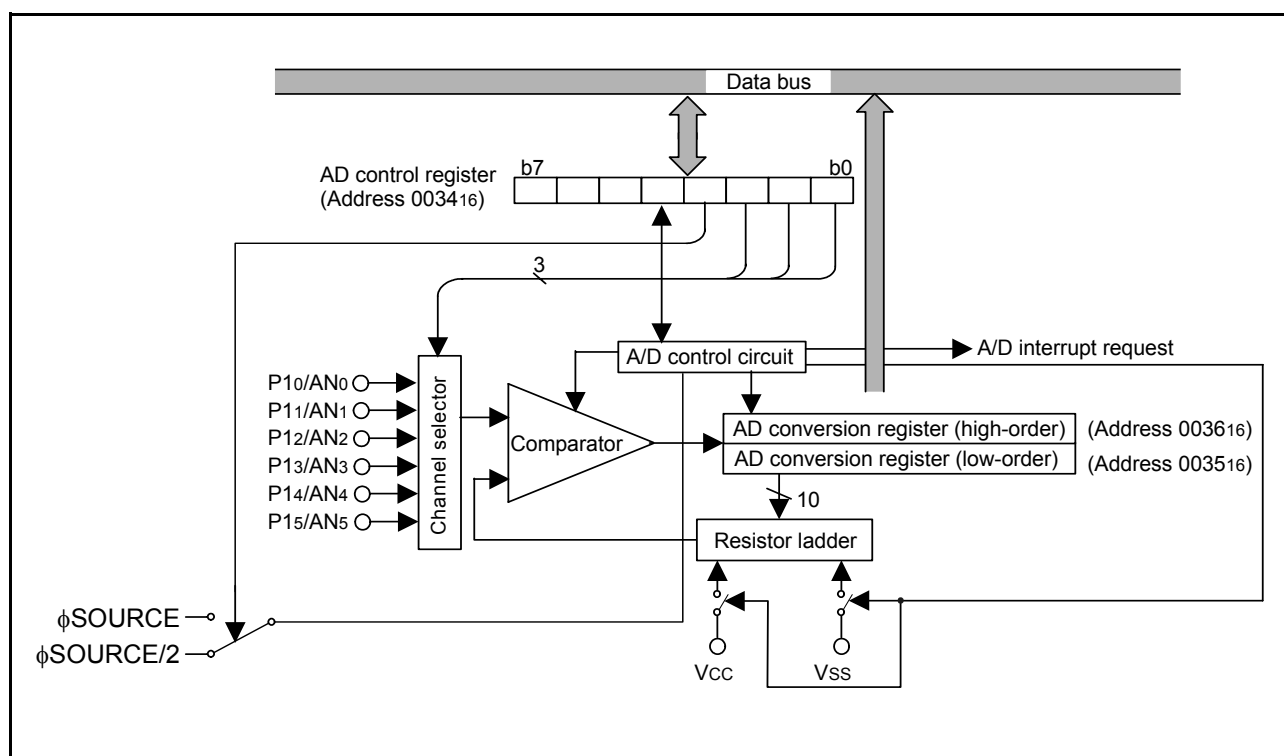 Data bus
b7
b0
AD control register
(Address 003416)
3
A/D control circuit
A/D interrupt request
P10/AN0
P11/AN1
P12/AN2
P13/AN3
P14/AN4
P15/AN5
Channel selector
Comparator
AD conversion register (high-order)
(Address 003616)
AD conversion register (low-order)
(Address 003516)
10
Resistor ladder
ϕSOURCE
ϕSOURCE/2
VCC
VSS